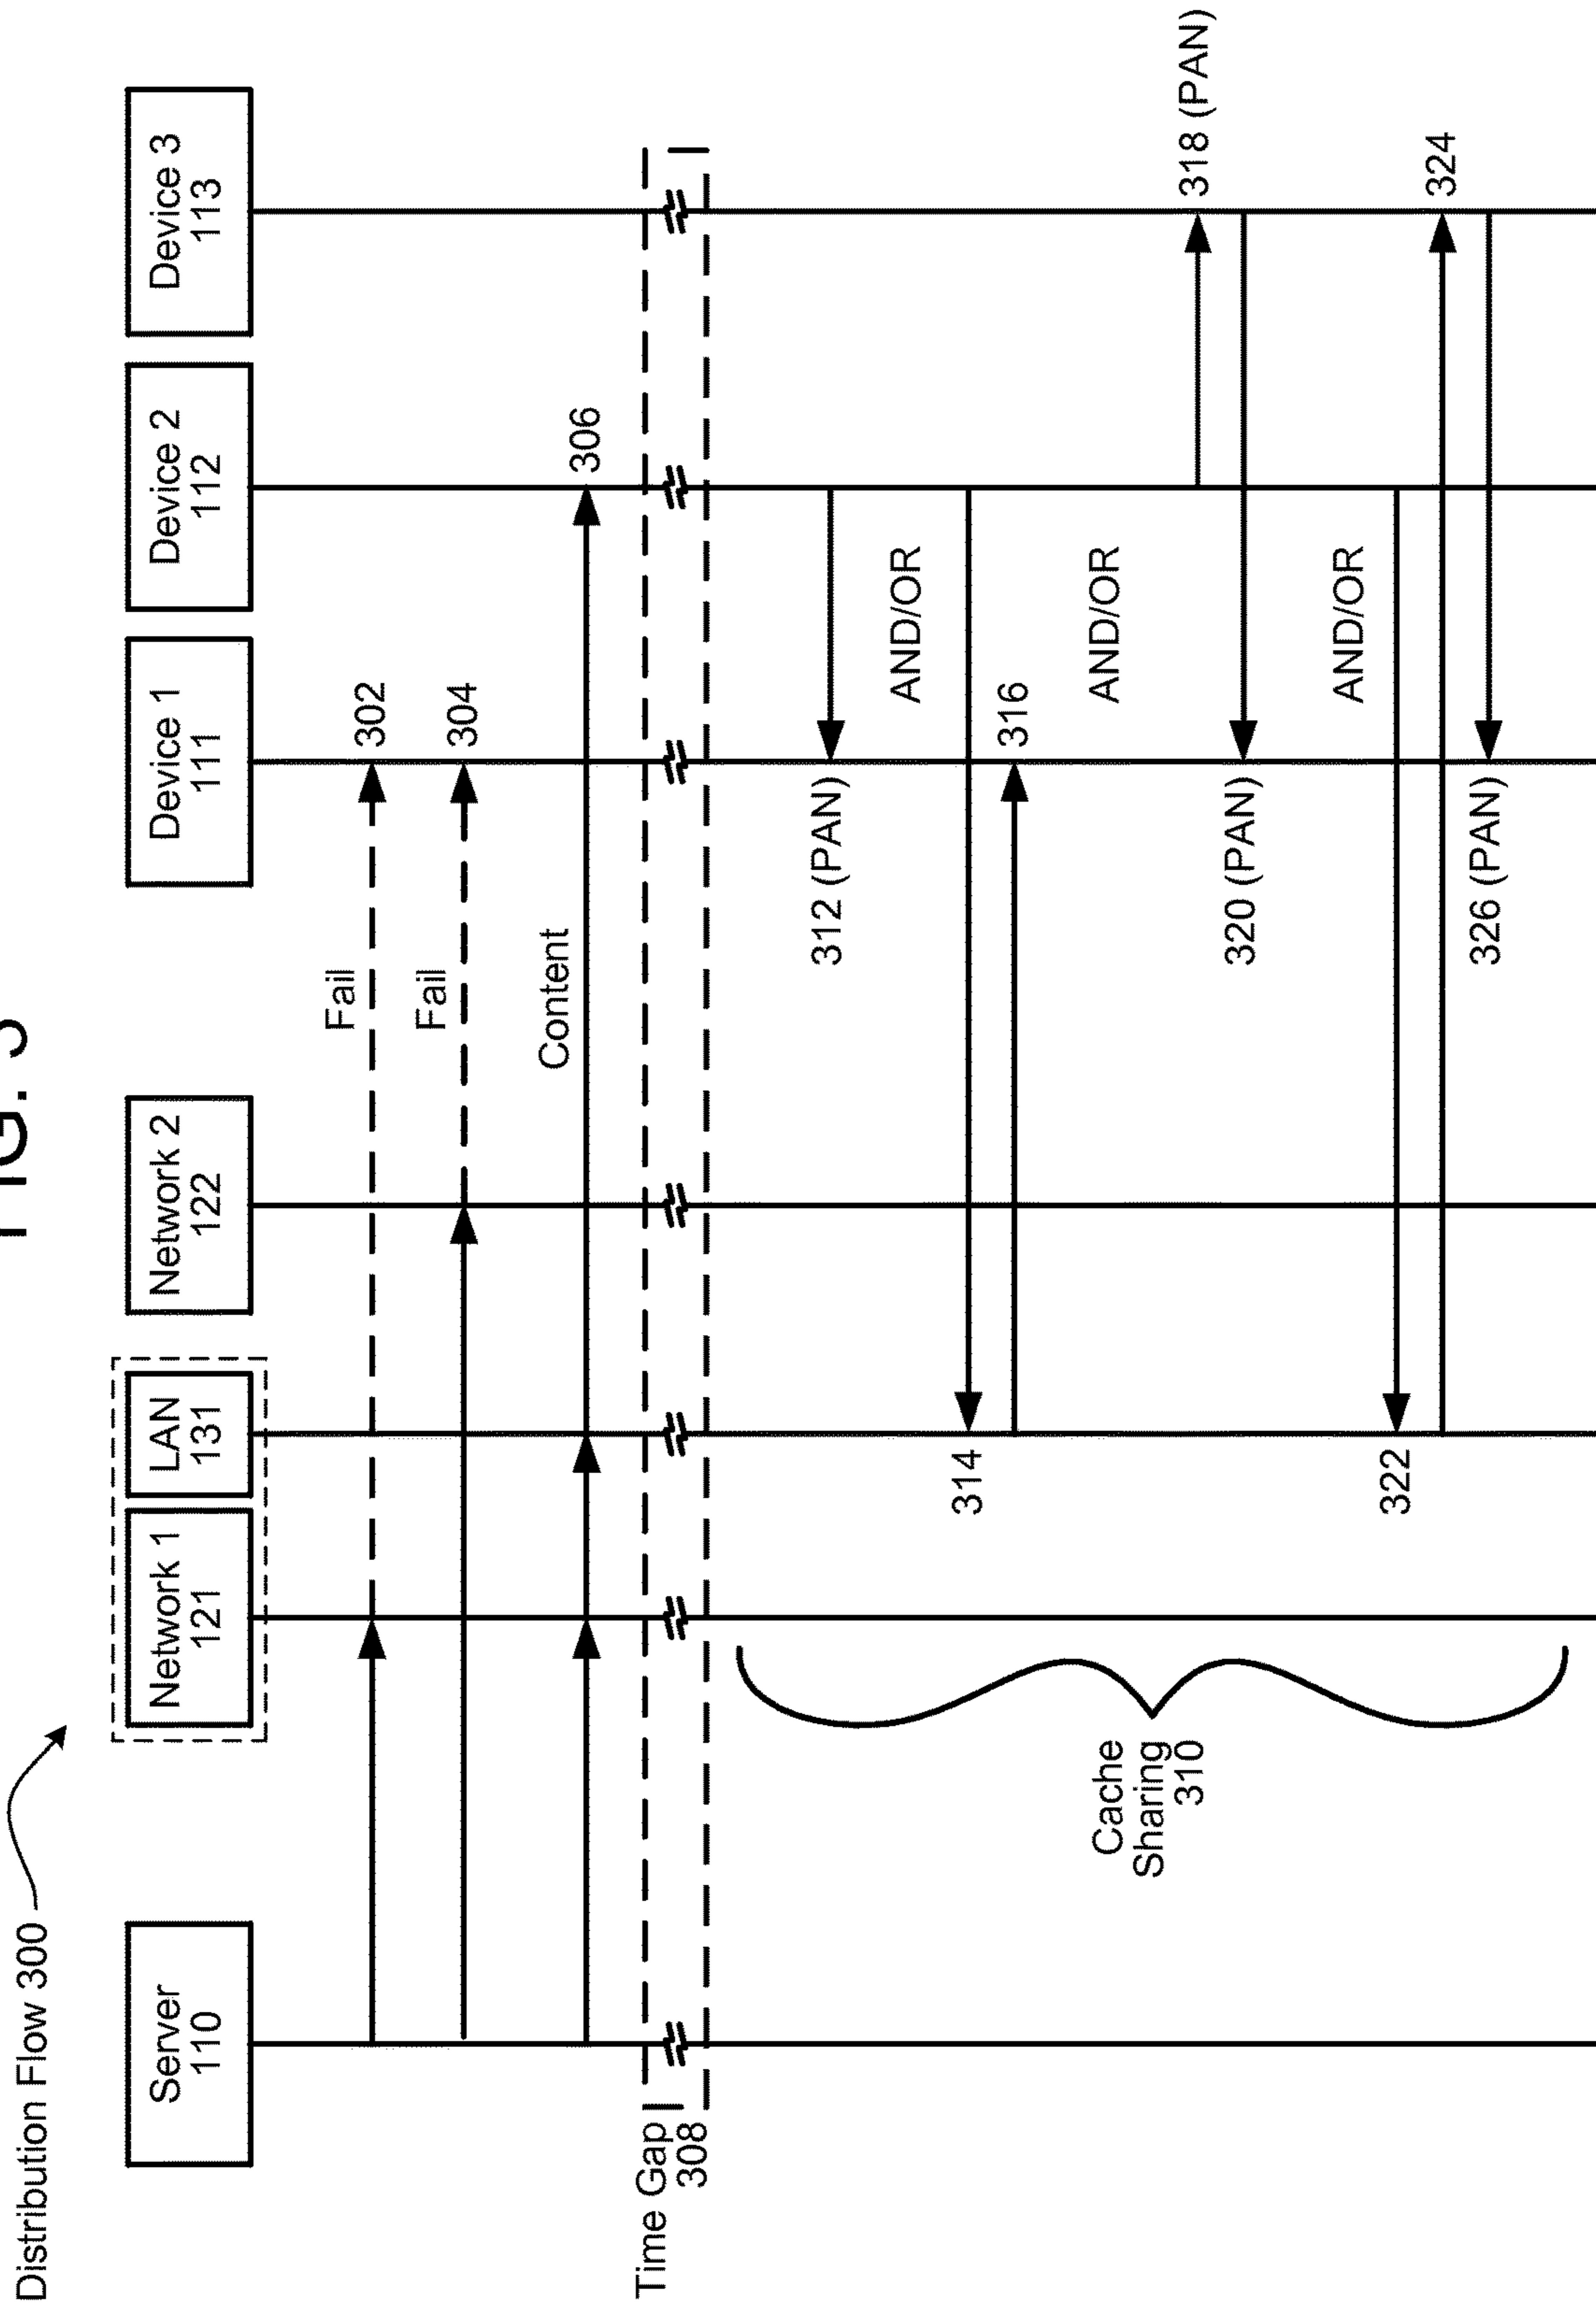 FIG. 3
Distribution Flow 300
Server
110
Network 1
121
LAN
131
Network 2
122
Device 1
111
Device 2
112
Device 3
113
Fail
302
Fail
304
Content
306
Time Gap
308
312 (PAN)
AND/OR
314
316
AND/OR
Cache
Sharing
310
318 (PAN)
320 (PAN)
AND/OR
322
324
326 (PAN)